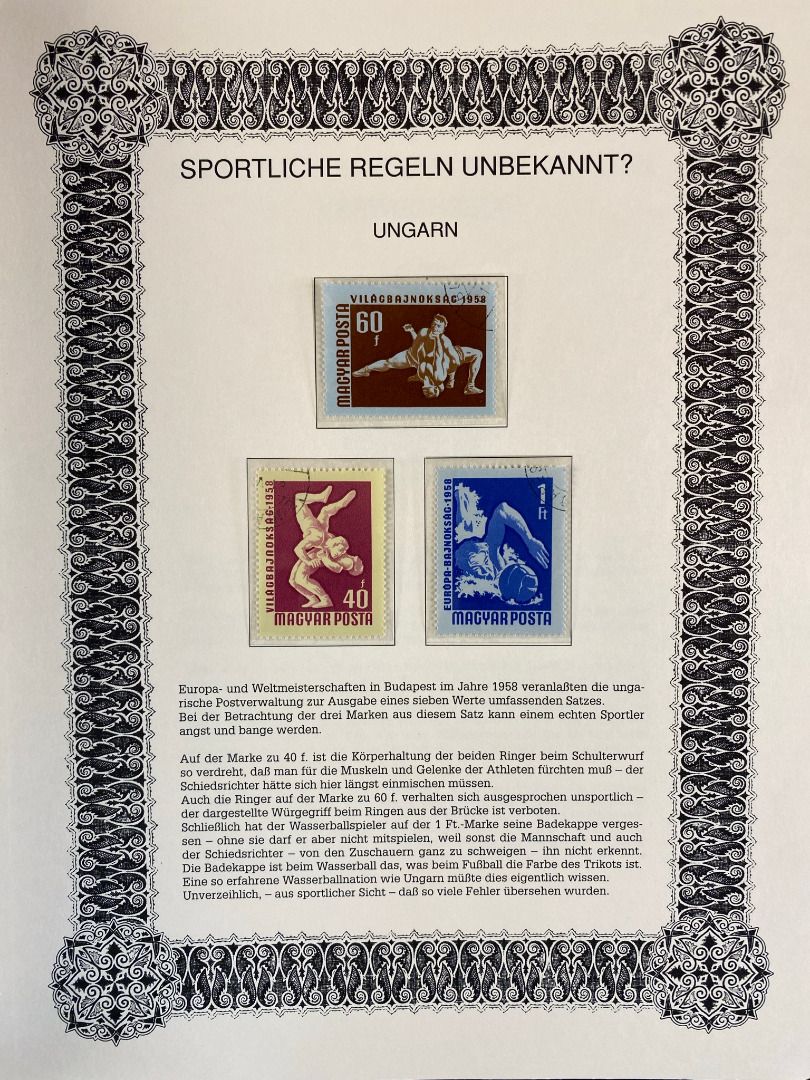 SPORTLICHE REGELN UNBEKANNT?
UNGARN
VILÁGBAJNOKSÁG 1958
60 f
MAGYAR POSTA
VILÁGBAJNOKSÁG·1958
40 f
MAGYAR POSTA
EURÓPA-BAJNOKSÁG·1958
1 Ft
MAGYAR POSTA
Europa- und Weltmeisterschaften in Budapest im Jahre 1958 veranlaßten die unga-
rische Postverwaltung zur Ausgabe eines sieben Werte umfassenden Satzes.
Bei der Betrachtung der drei Marken aus diesem Satz kann einem echten Sportler
angst und bange werden.
Auf der Marke zu 40 f. ist die Körperhaltung der beiden Ringer beim Schulterwurf
so verdreht, daß man für die Muskeln und Gelenke der Athleten fürchten muß – der
Schiedsrichter hätte sich hier längst einmischen müssen.
Auch die Ringer auf der Marke zu 60 f. verhalten sich ausgesprochen unsportlich –
der dargestellte Würgegriff beim Ringen aus der Brücke ist verboten.
Schließlich hat der Wasserballspieler auf der 1 Ft.-Marke seine Badekappe verges-
sen – ohne sie darf er aber nicht mitspielen, weil sonst die Mannschaft und auch
der Schiedsrichter – von den Zuschauern ganz zu schweigen – ihn nicht erkennt.
Die Badekappe ist beim Wasserball das, was beim Fußball die Farbe des Trikots ist.
Eine so erfahrene Wasserballnation wie Ungarn müßte dies eigentlich wissen.
Unverzeihlich, – aus sportlicher Sicht – daß so viele Fehler übersehen wurden.